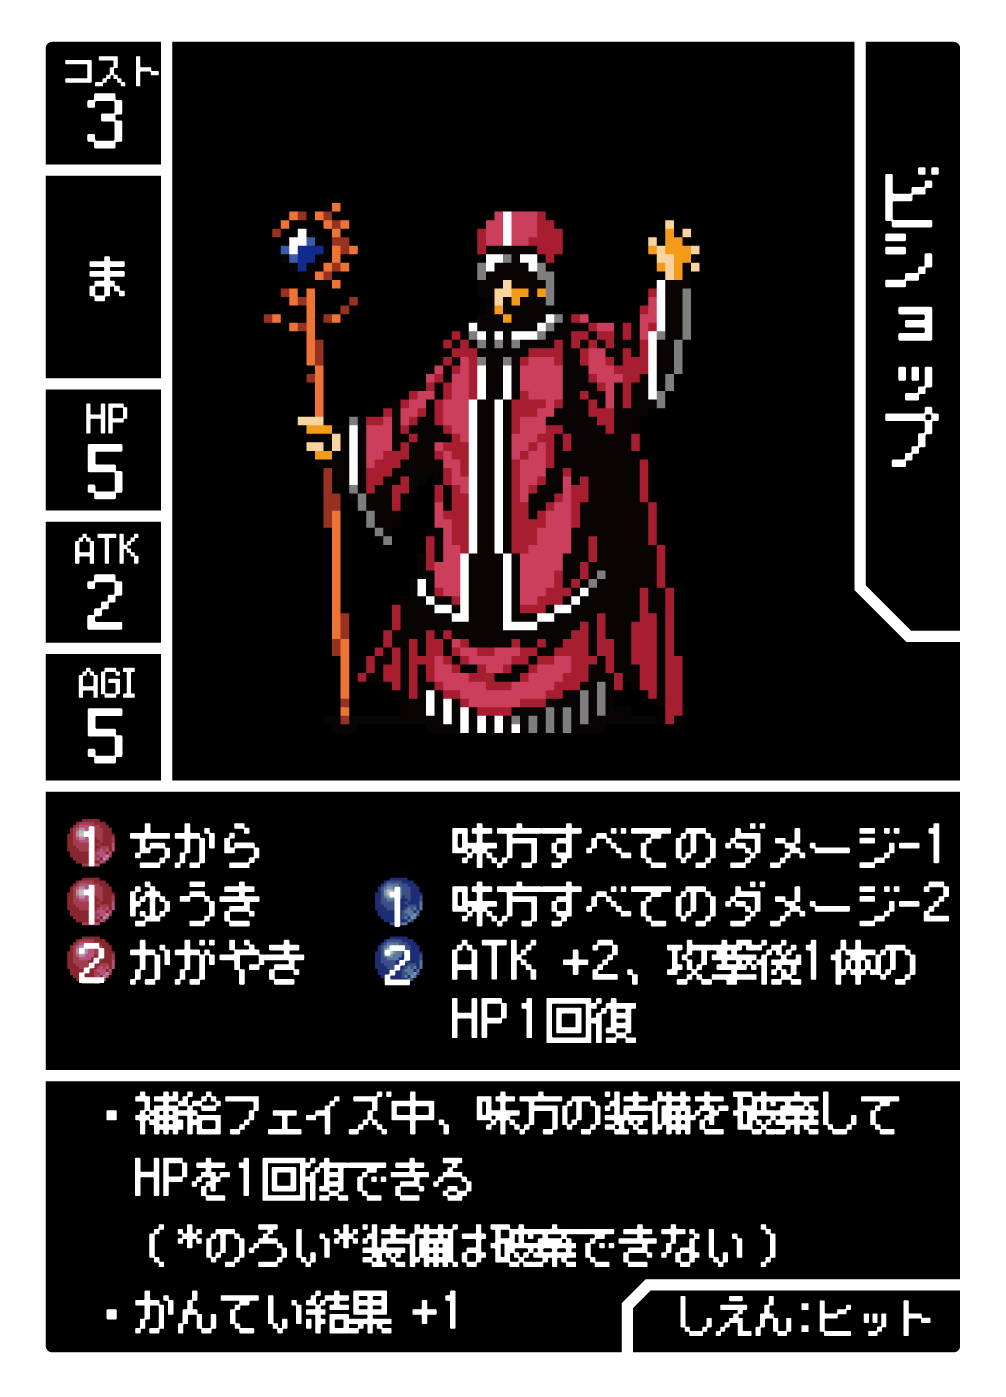 コスト
3
ま
HP
5
ATK
2
AGI
5
ビショップ
1 ちから 味方すべてのダメージ-1
1 ゆうき 1 味方すべてのダメージ-2
2 かがやき 2 ATK +2、攻撃後1体の
HP1回復
・補給フェイズ中、味方の装備を破棄して
HPを1回復できる
(*のろい*装備は破棄できない)
・かんてい結果 +1
しえん:ヒット